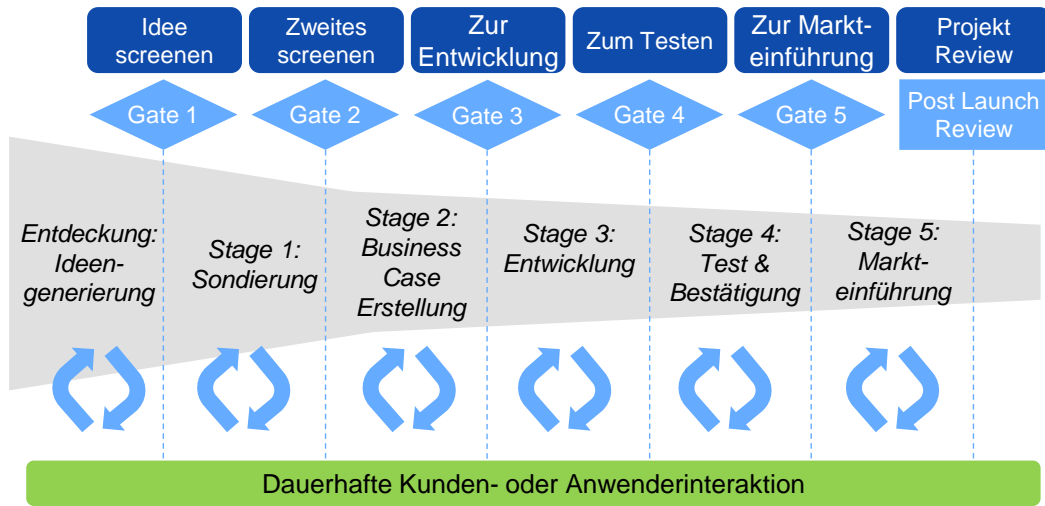 Idee
screenen
Zweites
screenen
Zur
Entwicklung
Zum Testen
Zur Markt-
einführung
Projekt
Review
Gate 1
Gate 2
Gate 3
Gate 4
Gate 5
Post Launch
Review
Entdeckung:
Ideen-
generierung
Stage 1:
Sondierung
Stage 2:
Business
Case
Erstellung
Stage 3:
Entwicklung
Stage 4:
Test &
Bestätigung
Stage 5:
Markt-
einführung
Dauerhafte Kunden- oder Anwenderinteraktion